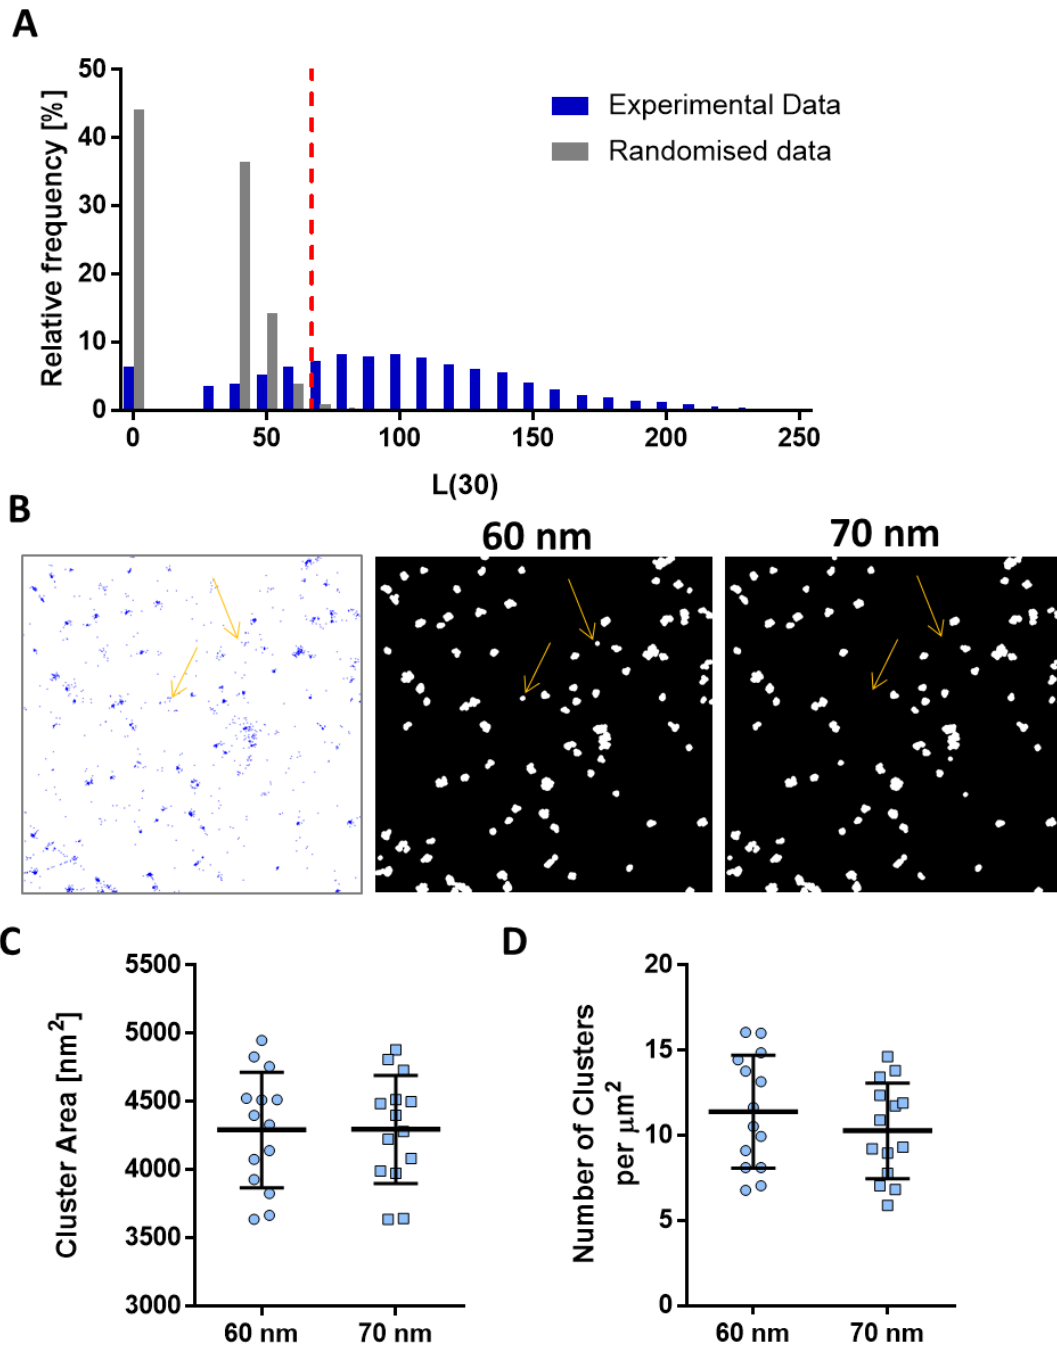 A
50
40
30
20
10
0
Relative frequency [%]
Experimental Data
Randomised data
0 50 100 150 200 250
L(30)
B
60 nm 70 nm
C
5500
5000
4500
4000
3500
3000
Cluster Area [nm²]
60 nm 70 nm
D
20
15
10
5
0
Number of Clusters
per µm²
60 nm 70 nm